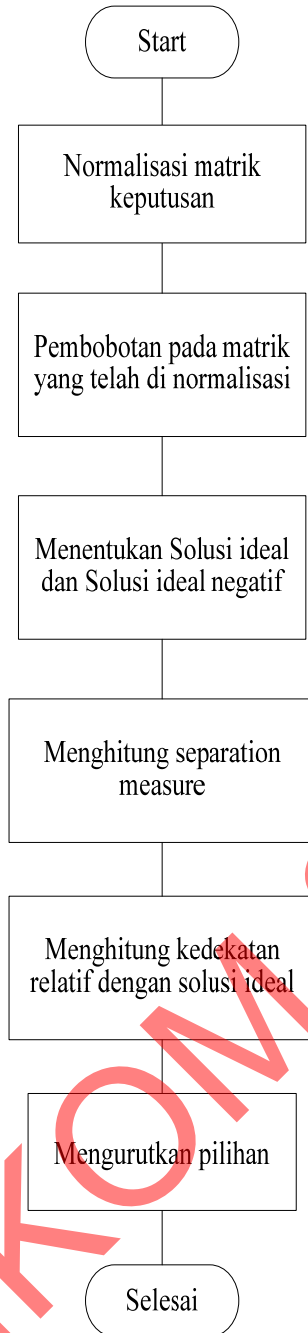 Start
Normalisasi matrik
keputusan
Pembobotan pada matrik
yang telah di normalisasi
Menentukan Solusi ideal
dan Solusi ideal negatif
Menghitung separation
measure
Menghitung kedekatan
relatif dengan solusi ideal
Mengurutkan pilihan
Selesai